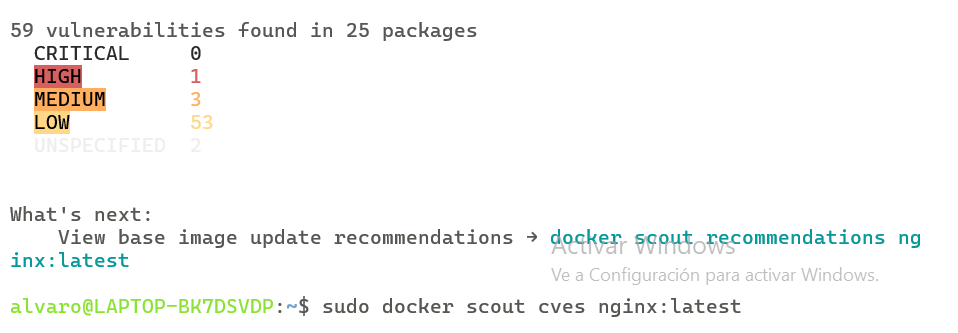 59 vulnerabilities found in 25 packages
CRITICAL 0
HIGH 1
MEDIUM 3
LOW 53
UNSPECIFIED 2
What's next:
View base image update recommendations → docker scout recommendations ng
inx:latest
Activar Windows
Ve a Configuración para activar Windows.
alvaro@LAPTOP-BK7DSVDP:~$ sudo docker scout cves nginx:latest